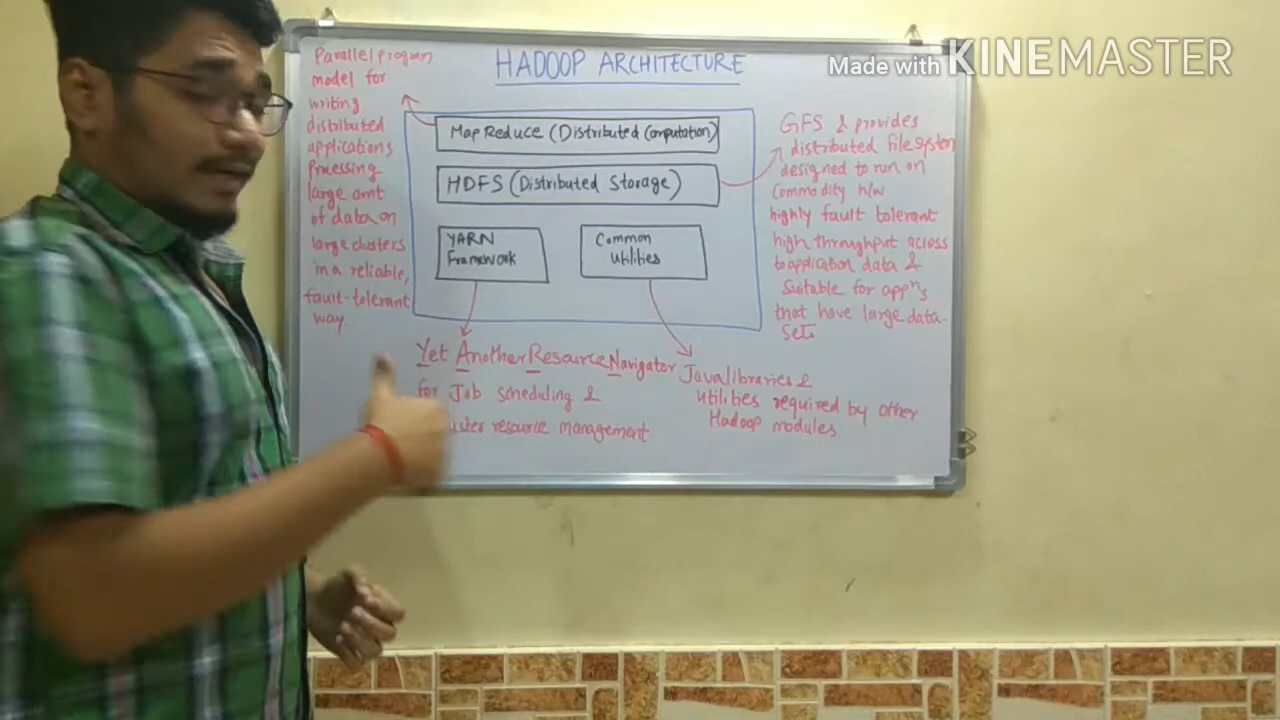 HADOOP ARCHITECTURE
Made with KINEMASTER
Parallel program
model for
writing
distributed
applications
Processing
large amt
of data on
large clusters
in a reliable,
fault-tolerant
way.
MapReduce (Distributed Computation)
HDFS (Distributed Storage)
YARN
Framework
Common
Utilities
GFS & provides
distributed file system
designed to run on
Commodity h/w
highly fault tolerant
high throughput access
to application data &
Suitable for appns
that have large data-
sets
Yet Another Resource Navigator
for Job scheduling &
resource management
Java libraries &
utilities required by other
Hadoop modules.